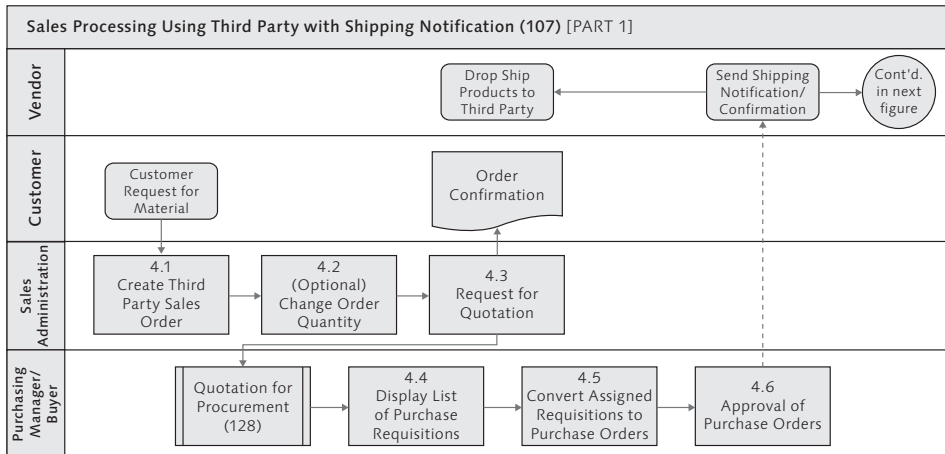 Sales Processing Using Third Party with Shipping Notification (107) [PART 1]
Vendor
Drop Ship
Products to
Third Party
Send Shipping
Notification/
Confirmation
Cont'd.
in next
figure
Customer
Customer
Request for
Material
Order
Confirmation
Sales
Administration
4.1
Create Third
Party Sales
Order
4.2
(Optional)
Change Order
Quantity
4.3
Request for
Quotation
Purchasing
Manager/
Buyer
Quotation for
Procurement
(128)
4.4
Display List
of Purchase
Requisitions
4.5
Convert Assigned
Requisitions to
Purchase Orders
4.6
Approval of
Purchase Orders